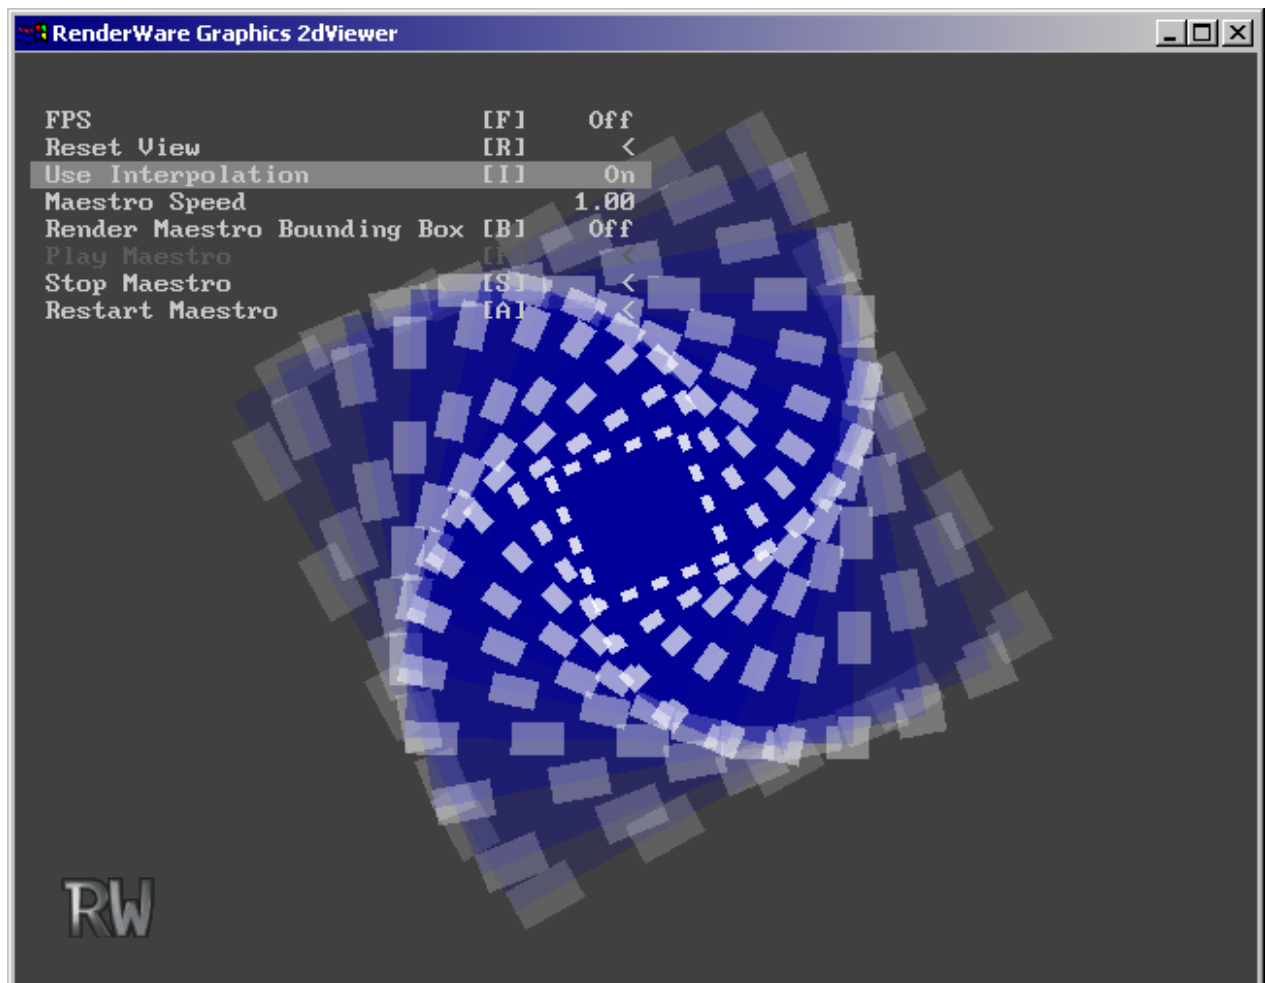 RenderWare Graphics 2dViewer
FPS [F] Off
Reset View [R] <
Use Interpolation [I] On
Maestro Speed 1.00
Render Maestro Bounding Box [B] Off
Play Maestro [P] <
Stop Maestro [S] <
Restart Maestro [A] <
RW